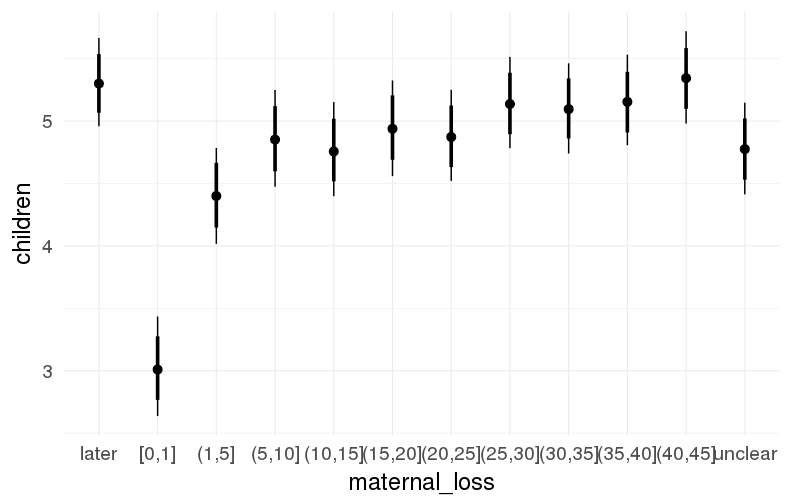 children
5
4
3
later [0,1] (1,5] (5,10] (10,15] (15,20] (20,25] (25,30] (30,35] (35,40] (40,45] unclear
maternal_loss